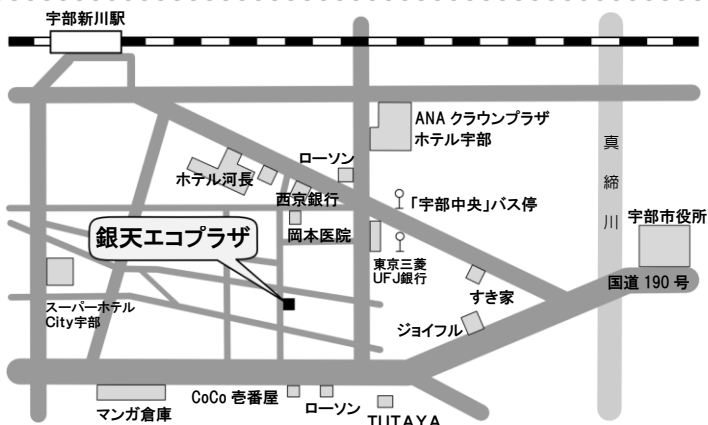 宇部新川駅
ANA クラウンプラザ
ホテル宇部
ローソン
ホテル河長
西京銀行
「宇部中央」バス停
真締川
宇部市役所
岡本医院
銀天エコプラザ
東京三菱
UFJ銀行
国道 190 号
すき家
スーパーホテル
City宇部
ジョイフル
CoCo 壱番屋
マンガ倉庫
ローソン
TUTAYA